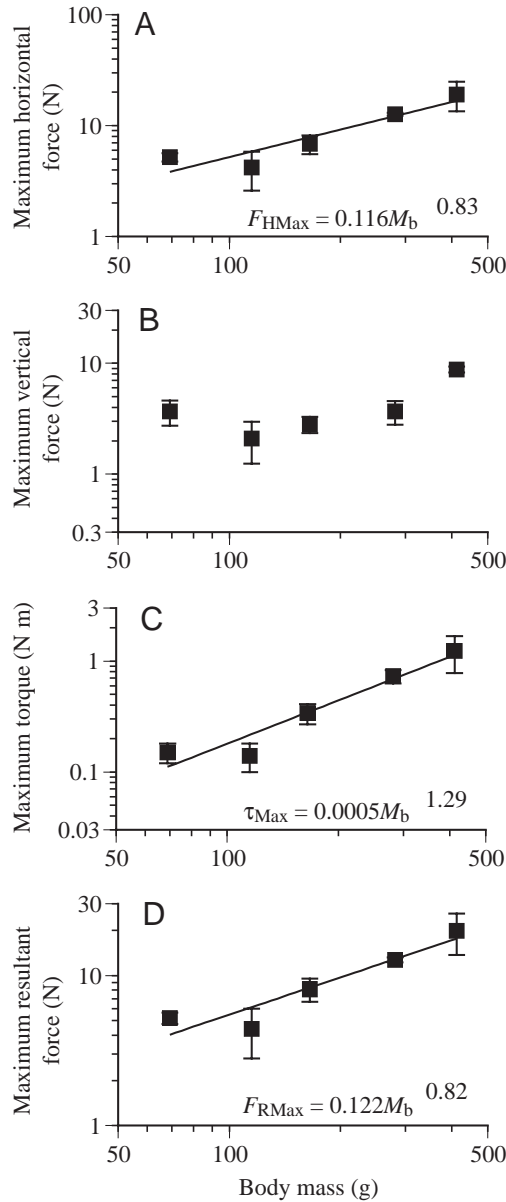 A
Maximum horizontal
force (N)
100
10
1
F_HMax = 0.116M_b^0.83
50 100 500
B
Maximum vertical
force (N)
30
10
1
0.3
50 100 500
C
Maximum torque (N m)
3
1
0.1
0.03
τ_Max = 0.0005M_b^1.29
50 100 500
D
Maximum resultant
force (N)
30
10
1
F_RMax = 0.122M_b^0.82
50 100 500
Body mass (g)